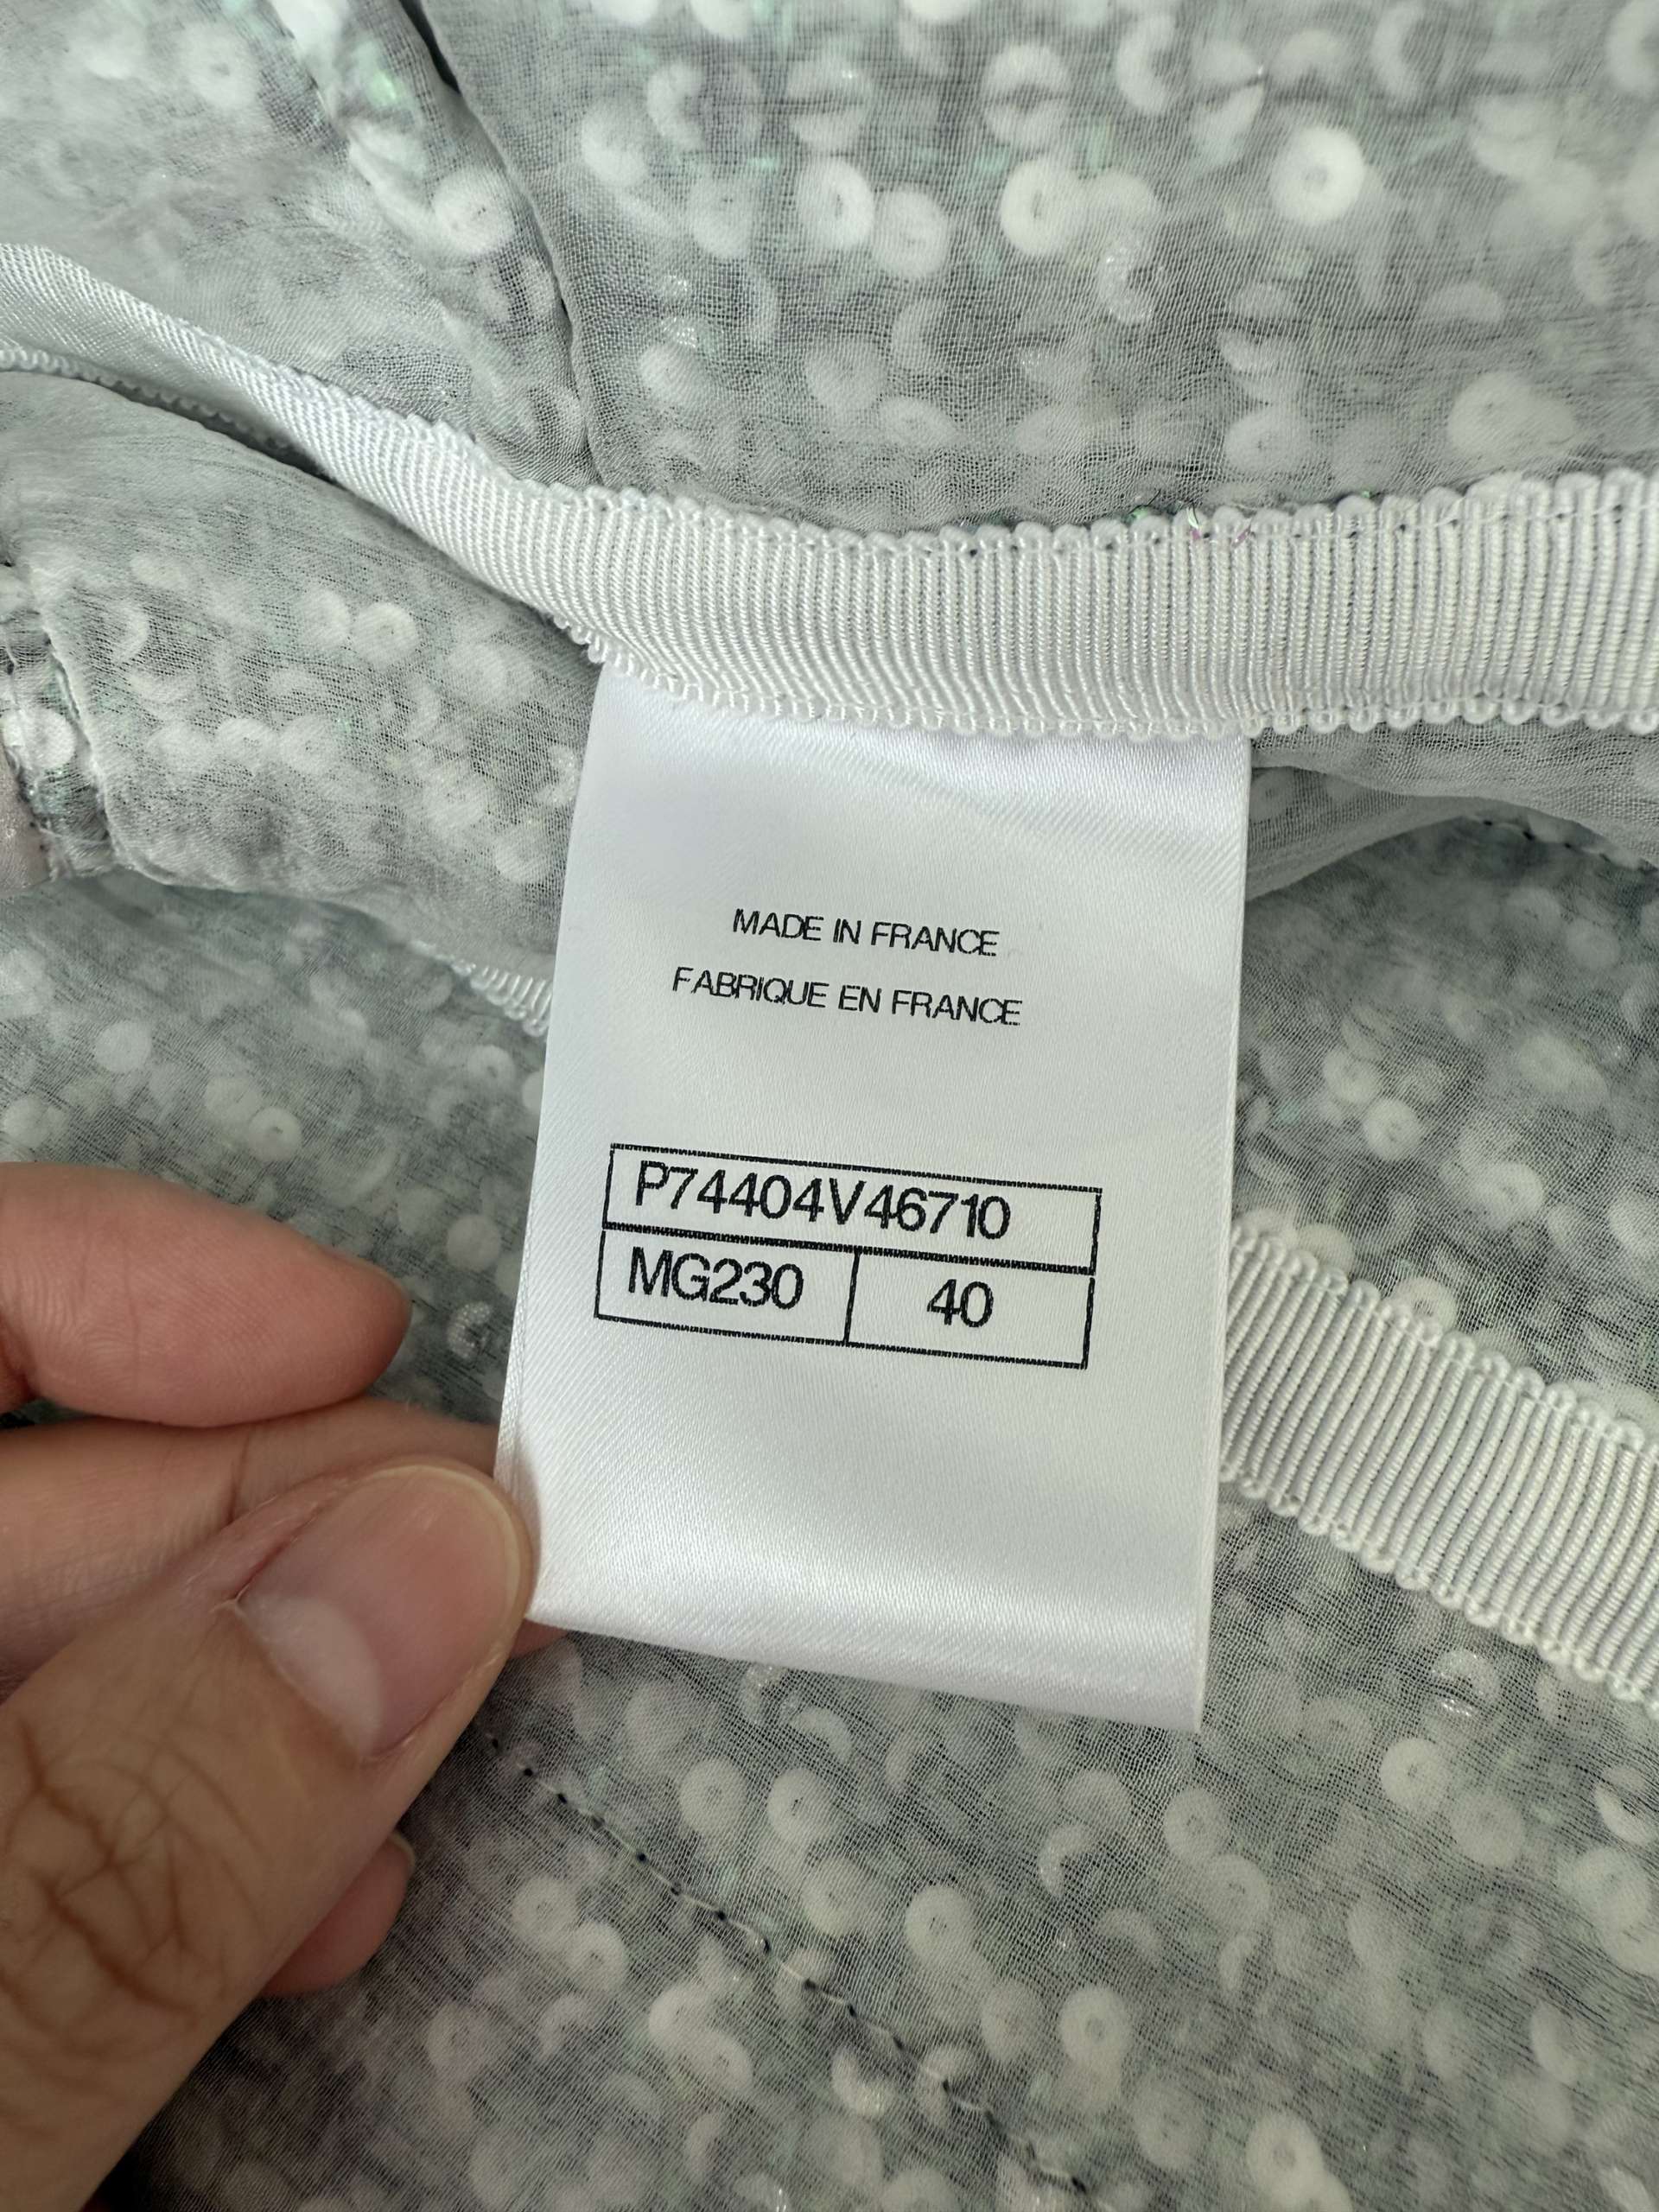 MADE IN FRANCE
FABRIQUE EN FRANCE
P74404V46710
MG230 40